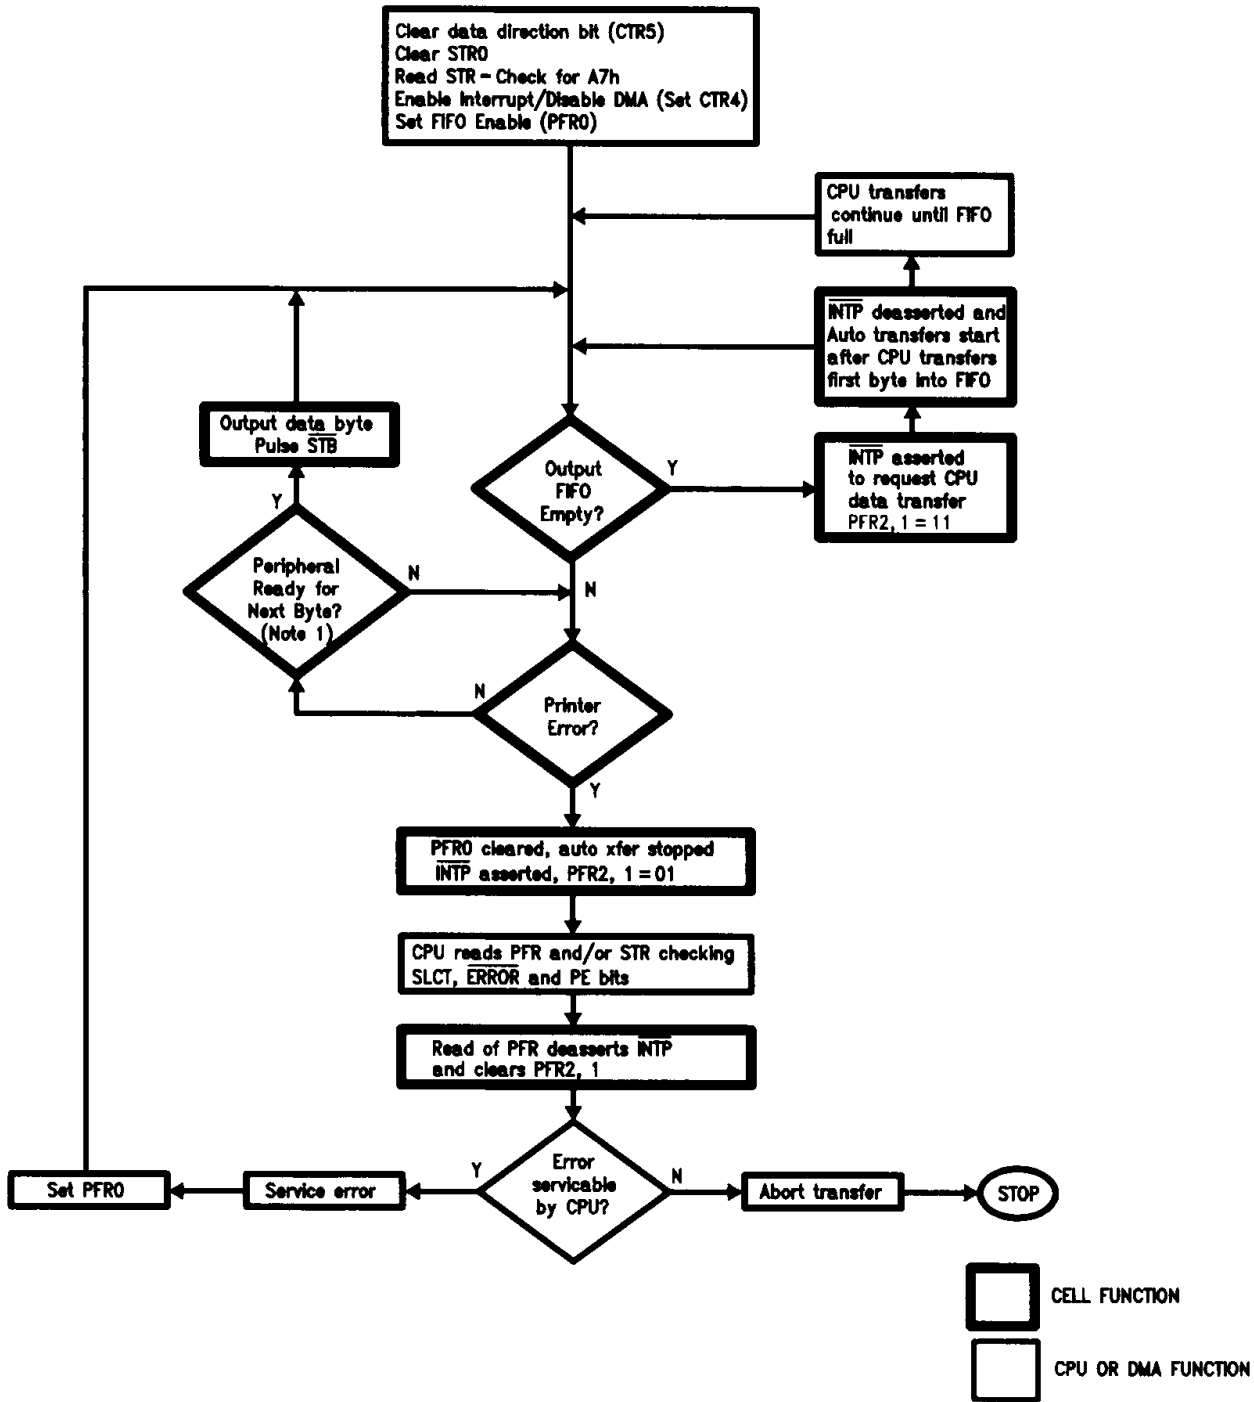 Clear data direction bit (CTR5)
Clear STR0
Read STR - Check for A7h
Enable Interrupt/Disable DMA (Set CTR4)
Set FIFO Enable (PFR0)
CPU transfers
continue until FIFO
full
INTP deasserted and
Auto transfers start
after CPU transfers
first byte into FIFO
Output data byte
Pulse STB
Output
FIFO
Empty?
Y
INTP asserted
to request CPU
data transfer
PFR2, 1 = 11
Y
Peripheral
Ready for
Next Byte?
(Note 1)
N
N
N
Printer
Error?
Y
PFR0 cleared, auto xfer stopped
INTP asserted, PFR2, 1 = 01
CPU reads PFR and/or STR checking
SLCT, ERROR and PE bits
Read of PFR deasserts INTP
and clears PFR2, 1
Set PFR0
Service error
Y
Error
servicable
by CPU?
N
Abort transfer
STOP
CELL FUNCTION
CPU OR DMA FUNCTION